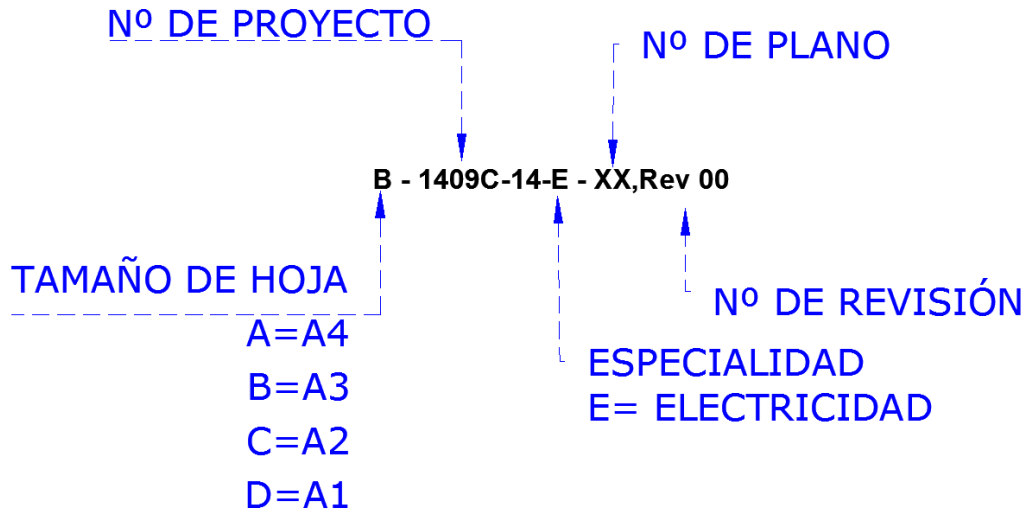 Nº DE PROYECTO
Nº DE PLANO
B - 1409C-14-E - XX,Rev 00
TAMAÑO DE HOJA
A=A4
B=A3
C=A2
D=A1
Nº DE REVISIÓN
ESPECIALIDAD
E= ELECTRICIDAD